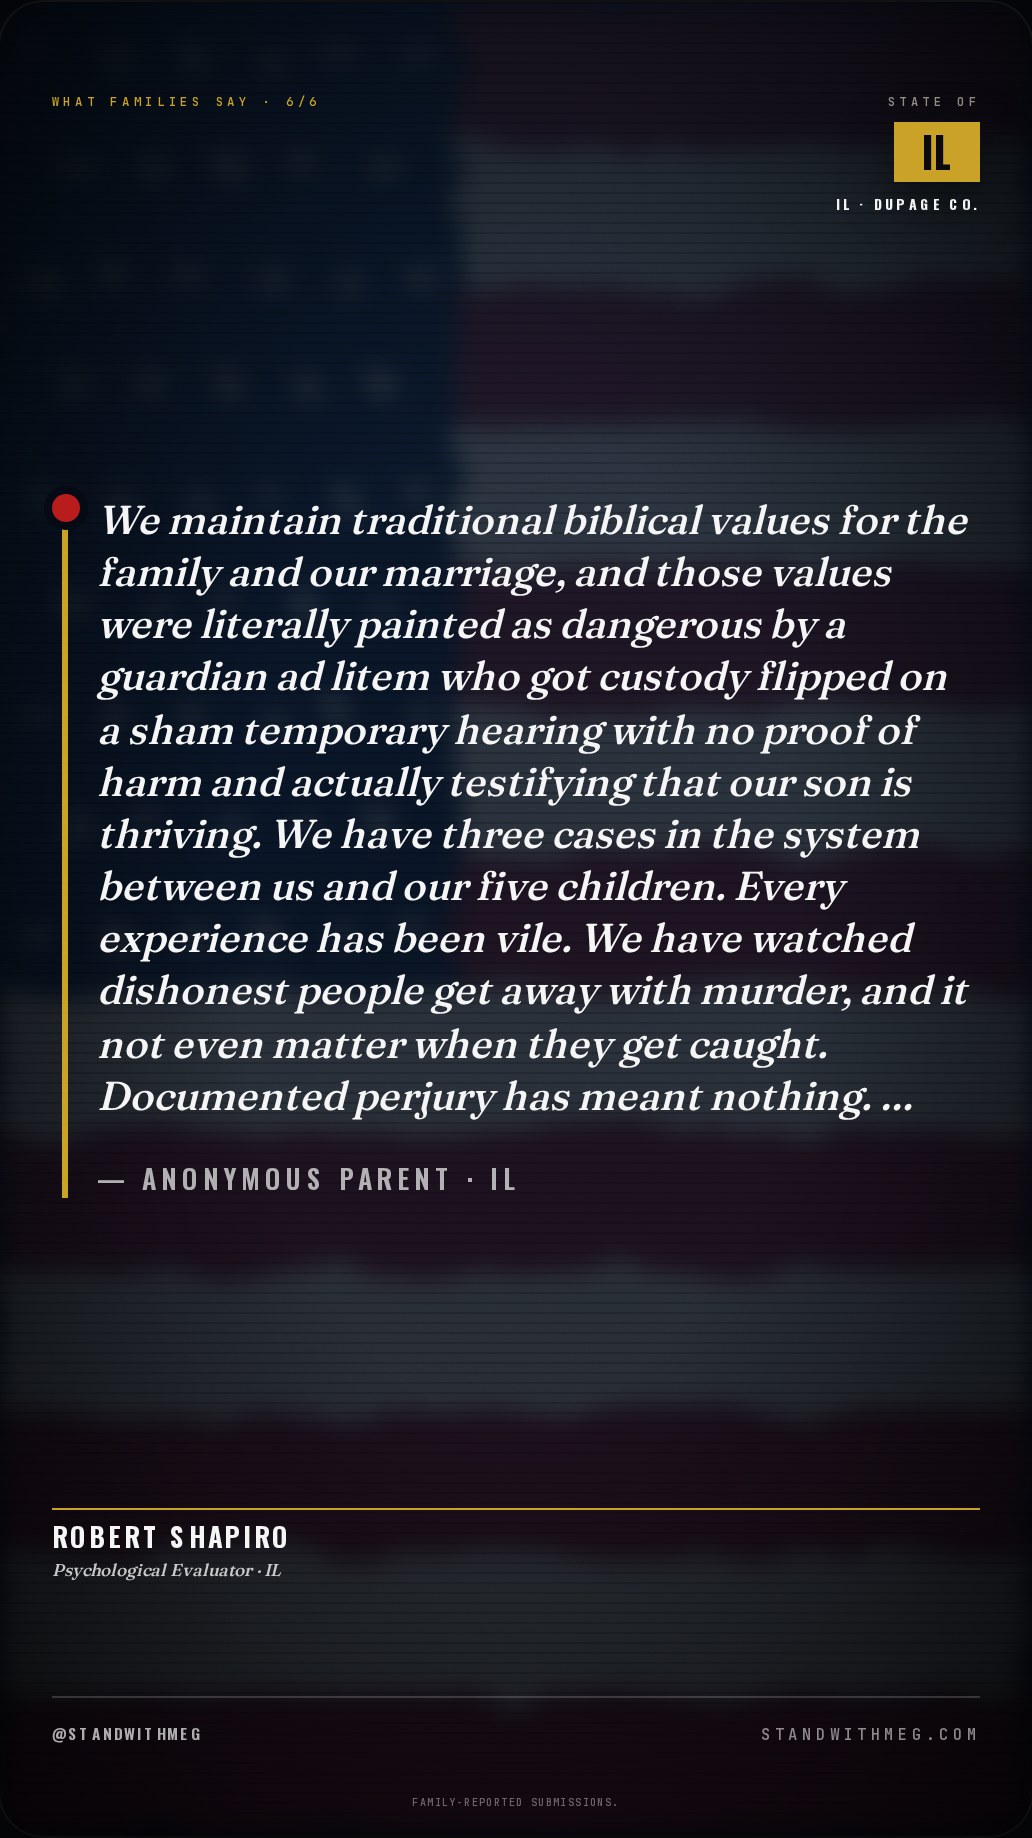 WHAT FAMILIES SAY · 6/6
STATE OF
IL
IL · DUPAGE CO.
We maintain traditional biblical values for the
family and our marriage, and those values
were literally painted as dangerous by a
guardian ad litem who got custody flipped on
a sham temporary hearing with no proof of
harm and actually testifying that our son is
thriving. We have three cases in the system
between us and our five children. Every
experience has been vile. We have watched
dishonest people get away with murder, and it
not even matter when they get caught.
Documented perjury has meant nothing. ...
— ANONYMOUS PARENT · IL
ROBERT SHAPIRO
Psychological Evaluator · IL
@STANDWITHMEG
STANDWITHMEG.COM
FAMILY-REPORTED SUBMISSIONS.